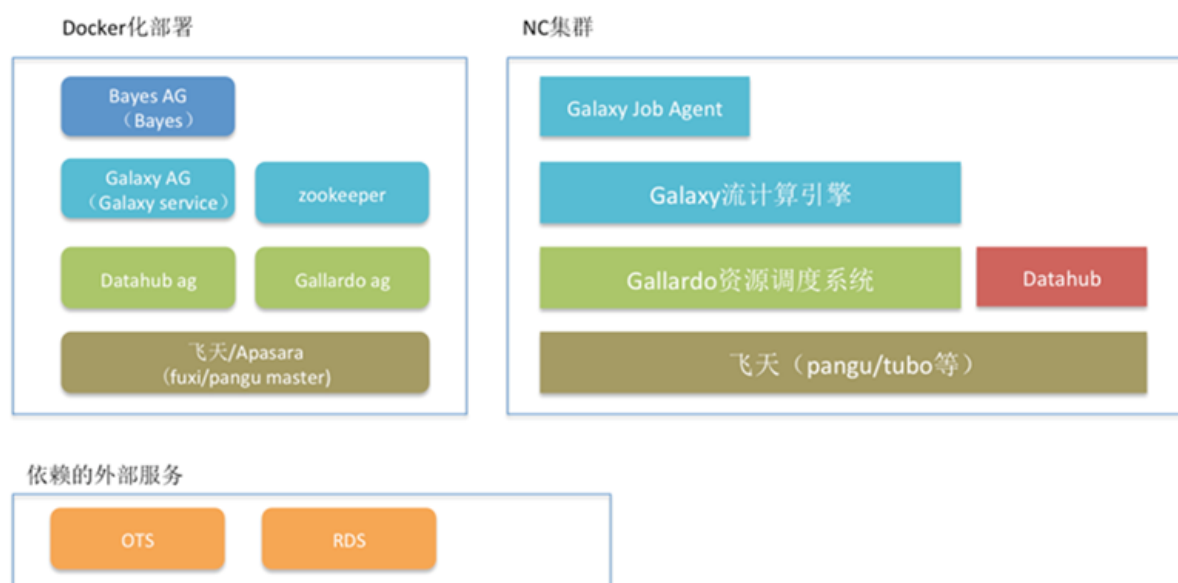 Docker化部署
Bayes AG
（Bayes）
Galaxy AG
（Galaxy service）
zookeeper
Datahub ag
Gallardo ag
飞天/Apasara
（fuxi/pangu master)
NC集群
Galaxy Job Agent
Galaxy流计算引擎
Gallardo资源调度系统
Datahub
飞天（pangu/tubo等）
依赖的外部服务
OTS
RDS